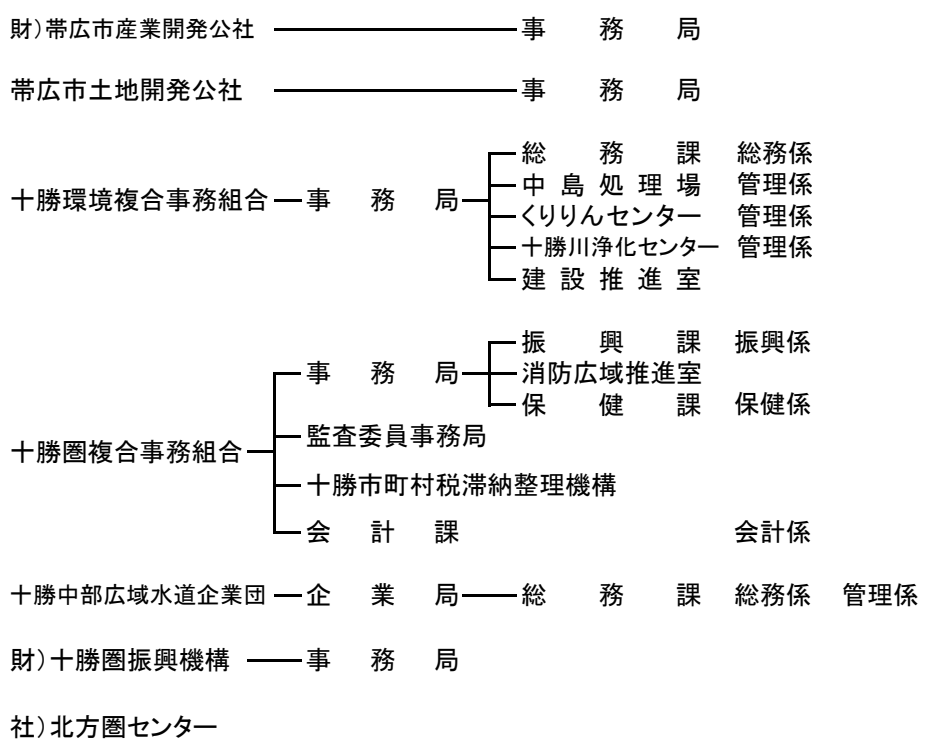 財）帯広市産業開発公社 事務局
帯広市土地開発公社 事務局
総務課 総務係
中島処理場 管理係
十勝環境複合事務組合 事務局 くりりんセンター 管理係
十勝川浄化センター 管理係
建設推進室
振興課 振興係
事務局 消防広域推進室
保健課 保健係
監査委員事務局
十勝圏複合事務組合
十勝市町村税滞納整理機構
会計課 会計係
十勝中部広域水道企業団 企業局 総務課 総務係 管理係
財）十勝圏振興機構 事務局
社）北方圏センター